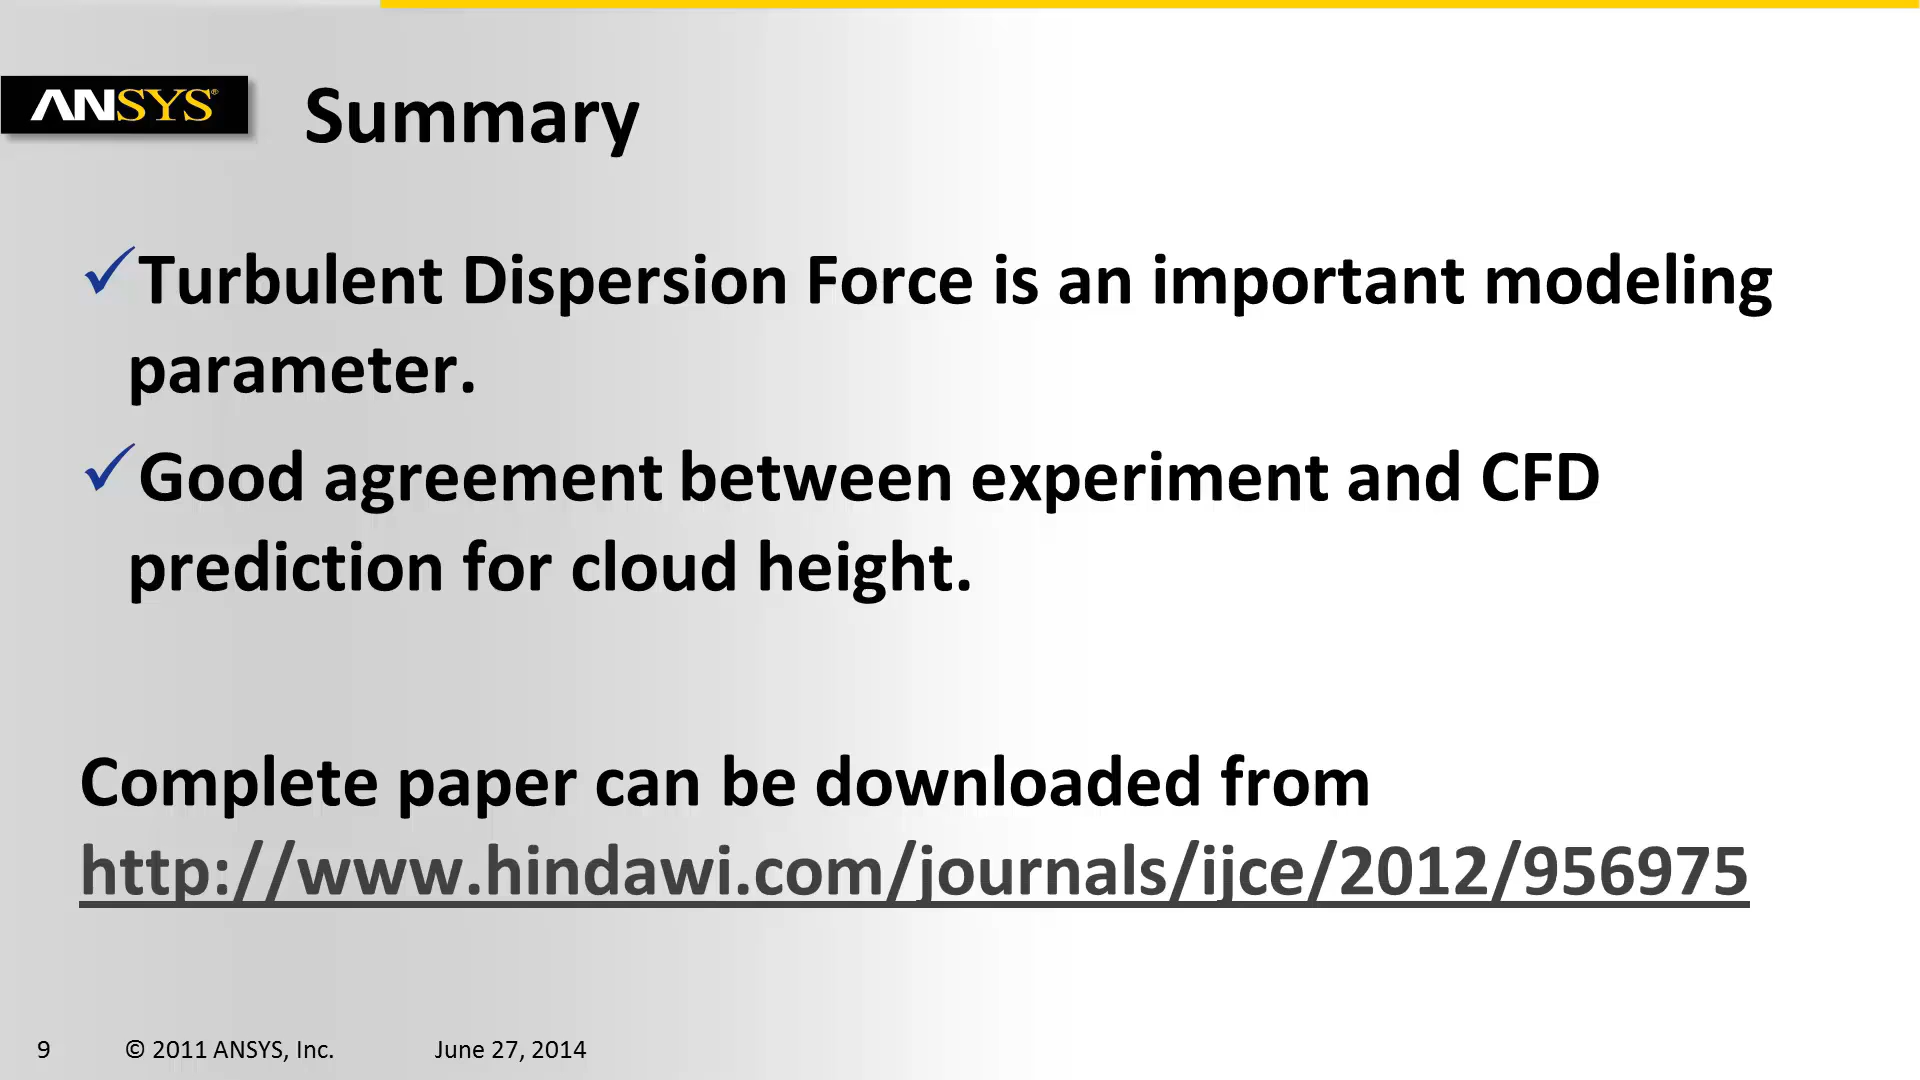 ANSYS®
Summary
✓Turbulent Dispersion Force is an important modeling
parameter.
✓Good agreement between experiment and CFD
prediction for cloud height.
Complete paper can be downloaded from
http://www.hindawi.com/journals/ijce/2012/956975
9 © 2011 ANSYS, Inc. June 27, 2014